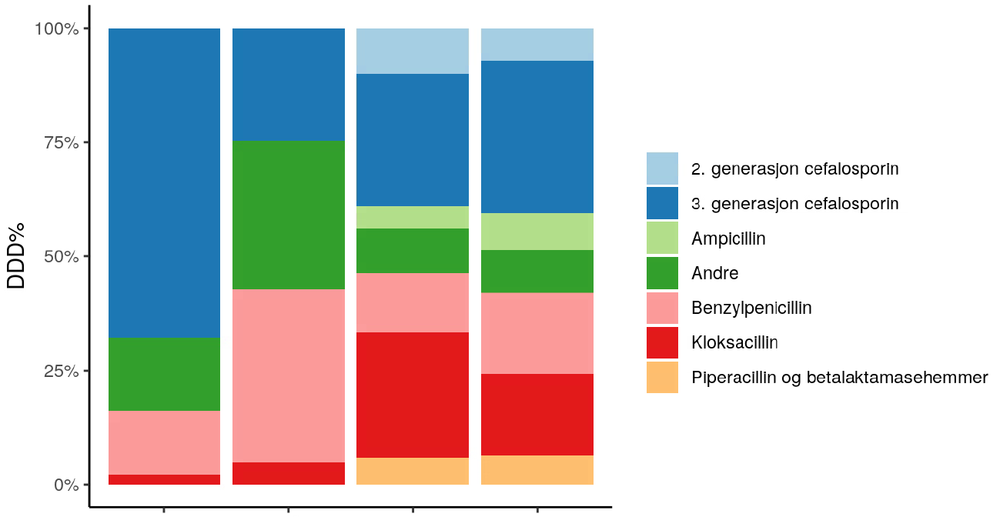 100%
75%
50%
25%
0%
DDD%
2. generasjon cefalosporin
3. generasjon cefalosporin
Ampicillin
Andre
Benzylpenicillin
Kloksacillin
Piperacillin og betalaktamasehemmer